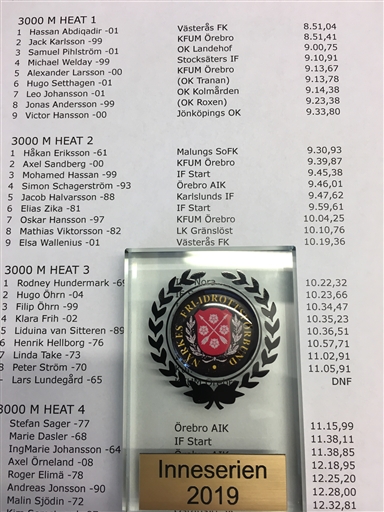 3000 M HEAT 1
1 Hassan Abdiqadir -01 Västerås FK 8.51,04
2 Jack Karlsson -99 KFUM Örebro 8.51,41
3 Samuel Pihlström -01 OK Landehof 9.00,75
4 Michael Welday -99 Stocksäters IF 9.10,91
5 Alexander Larsson -00 KFUM Örebro 9.13,67
6 Hugo Setthagen -01 (OK Tranan) 9.13,78
7 Leo Johansson -01 OK Kolmården 9.14,38
8 Jonas Andersson -99 (OK Roxen) 9.23,38
9 Victor Hansson -00 Jönköpings OK 9.33,80
3000 M HEAT 2
1 Håkan Eriksson -61 Malungs SoFK 9.30,93
2 Axel Sandberg -00 KFUM Örebro 9.39,87
3 Mohamed Hassan -99 IF Start 9.45,38
4 Simon Schagerström -93 Örebro AIK 9.46,01
5 Jacob Halvarsson -88 Karlslunds IF 9.47,62
6 Elias Zika -81 IF Start 9.59,61
7 Oskar Hansson -97 KFUM Örebro 10.04,25
8 Mathias Viktorsson -82 LK Gränslöst 10.10,76
9 Elsa Wallenius -01 Västerås FK 10.19,36
3000 M HEAT 3
1 Rodney Hundermark -69 Nora 10.22,32
2 Hugo Öhrn -04 10.23,66
3 Filip Öhrn -99 10.34,47
4 Klara Frih -02 10.35,23
5 Liduina van Sitteren -89 10.36,51
6 Henrik Hellborg -76 10.57,71
7 Linda Take -73 11.02,91
8 Peter Ström -70 11.05,91
- Lars Lundegård -65 DNF
3000 M HEAT 4
Stefan Sager -77 Örebro AIK 11.15,99
Marie Dasler -68 IF Start 11.38,11
IngMarie Johansson -64 11.38,85
Axel Örneland -08 12.18,95
Roger Elimä -78 12.25,20
Andreas Jonsson -90 12.28,00
Malin Sjödin -72 12.32,81
NÄRKES FRI-IDROTTSFÖRBUND
Inneserien
2019